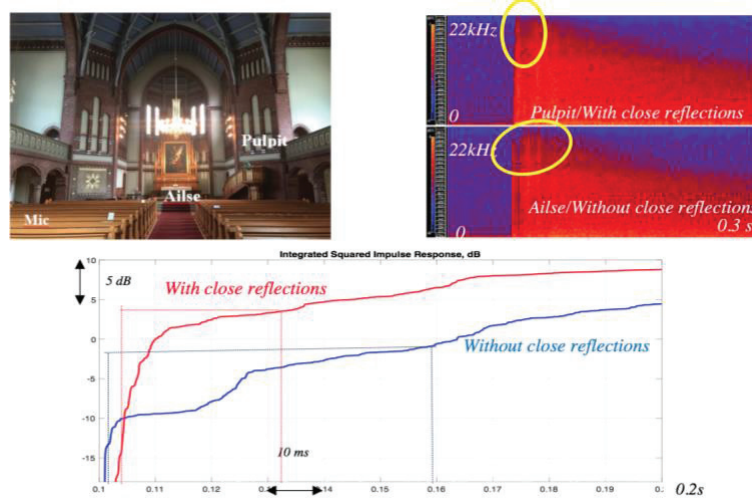 Pulpit
Ailse
Mic
22kHz
0
Pulpit/With close reflections
22kHz
0
Ailse/Without close reflections
0.3 s
Integrated Squared Impulse Response, dB
10
5
0
-5
-10
-15
5 dB
With close reflections
Without close reflections
10 ms
0.1
0.11
0.12
0.13
0.14
0.15
0.16
0.17
0.18
0.19
0.2s